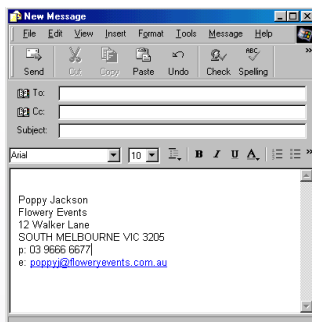 New Message
File Edit View Insert Format Tools Message Help
Send Cut Copy Paste Undo Check Spelling
To:
Cc:
Subject:
Arial 10 B I U A
Poppy Jackson
Flowery Events
12 Walker Lane
SOUTH MELBOURNE VIC 3205
p: 03 9666 6677
e: poppyj@floweryevents.com.au